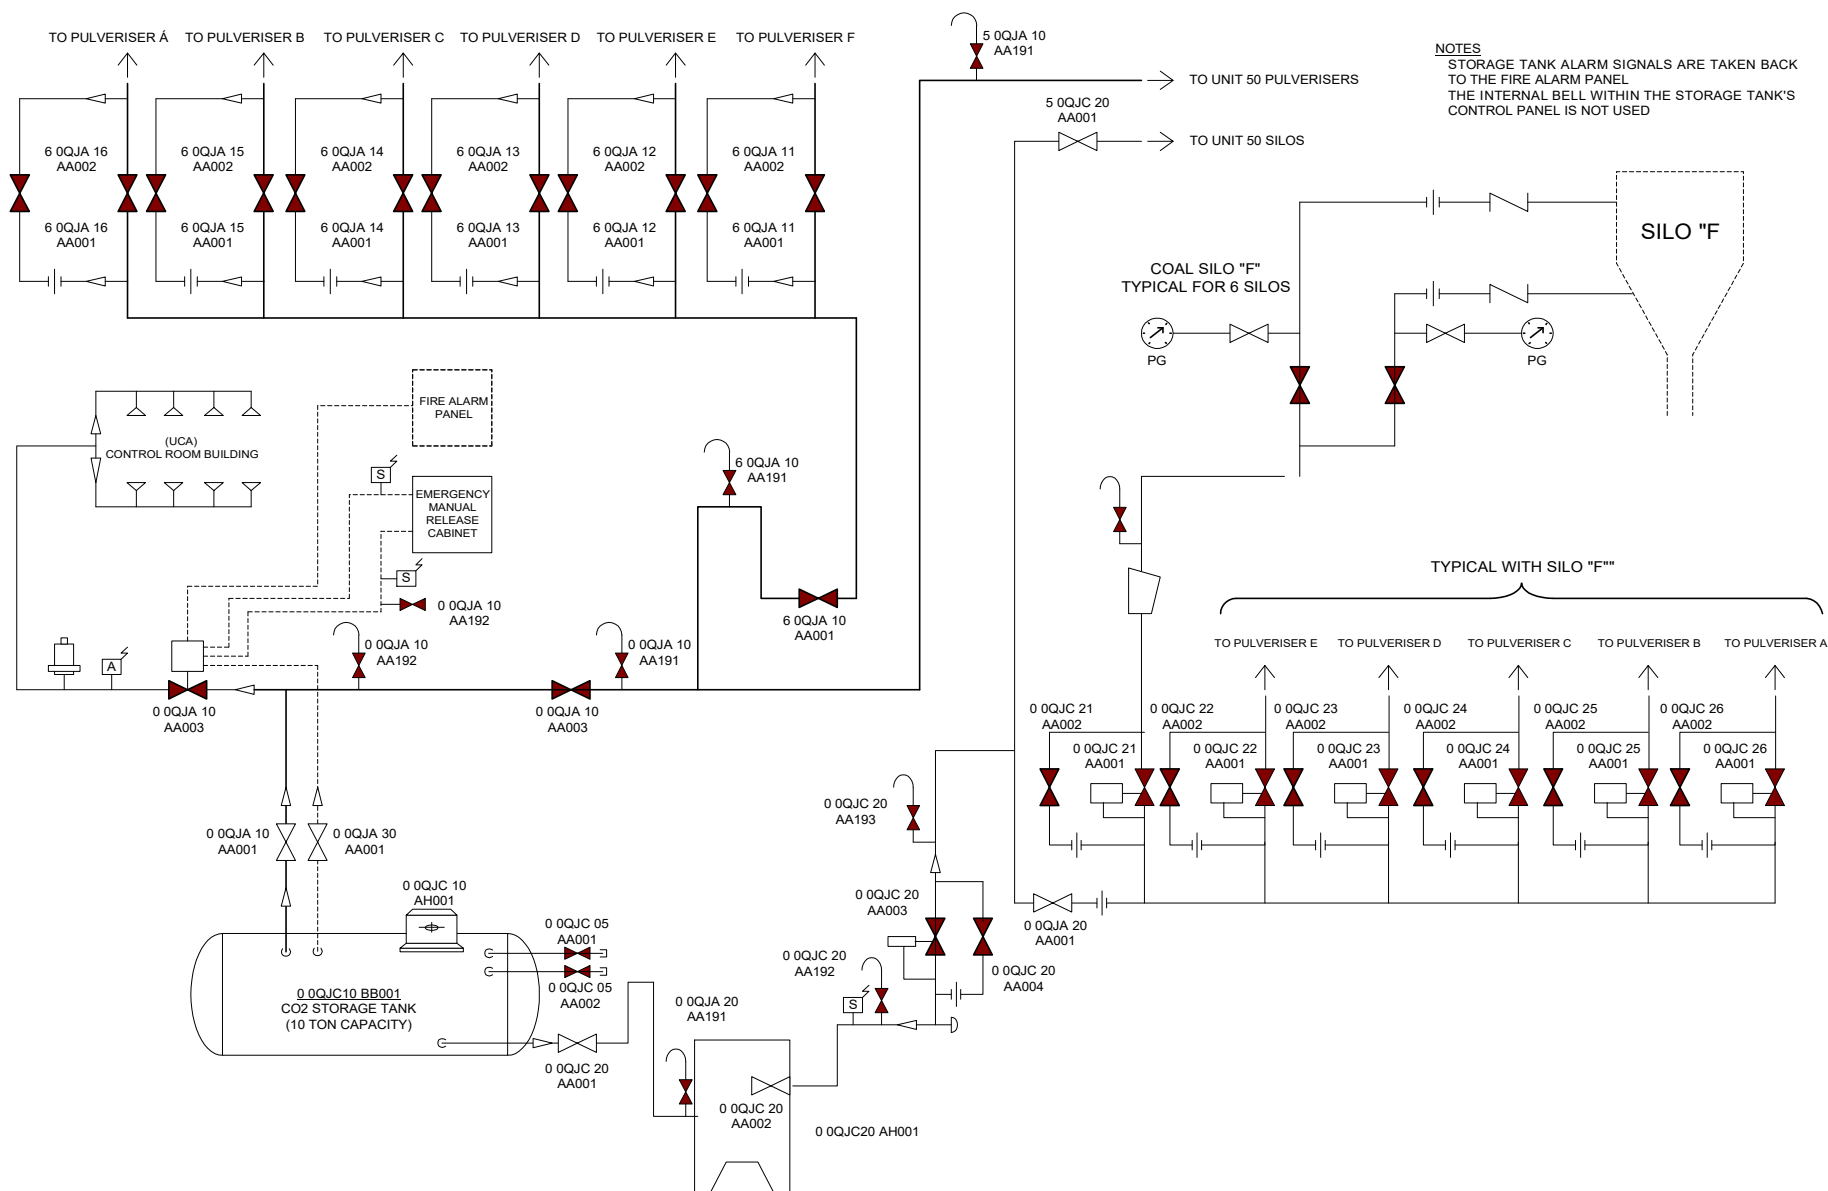 TO PULVERISER Á
TO PULVERISER B
TO PULVERISER C
TO PULVERISER D
TO PULVERISER E
TO PULVERISER F
5 0QJA 10
AA191
TO UNIT 50 PULVERISERS
5 0QJC 20
AA001
TO UNIT 50 SILOS
NOTES
STORAGE TANK ALARM SIGNALS ARE TAKEN BACK
TO THE FIRE ALARM PANEL
THE INTERNAL BELL WITHIN THE STORAGE TANK'S
CONTROL PANEL IS NOT USED
6 0QJA 16
AA002
6 0QJA 15
AA002
6 0QJA 14
AA002
6 0QJA 13
AA002
6 0QJA 12
AA002
6 0QJA 11
AA002
6 0QJA 16
AA001
6 0QJA 15
AA001
6 0QJA 14
AA001
6 0QJA 13
AA001
6 0QJA 12
AA001
6 0QJA 11
AA001
SILO "F
COAL SILO "F"
TYPICAL FOR 6 SILOS
PG
PG
(UCA)
CONTROL ROOM BUILDING
FIRE ALARM
PANEL
S
EMERGENCY
MANUAL
RELEASE
CABINET
S
0 0QJA 10
AA192
6 0QJA 10
AA191
6 0QJA 10
AA001
A
0 0QJA 10
AA003
0 0QJA 10
AA192
0 0QJA 10
AA191
0 0QJA 10
AA003
TYPICAL WITH SILO "F""
TO PULVERISER E
TO PULVERISER D
TO PULVERISER C
TO PULVERISER B
TO PULVERISER A
0 0QJC 21
AA002
0 0QJC 22
AA002
0 0QJC 23
AA002
0 0QJC 24
AA002
0 0QJC 25
AA002
0 0QJC 26
AA002
0 0QJC 21
AA001
0 0QJC 22
AA001
0 0QJC 23
AA001
0 0QJC 24
AA001
0 0QJC 25
AA001
0 0QJC 26
AA001
0 0QJA 10
AA001
0 0QJA 30
AA001
0 0QJC 20
AA193
0 0QJC 10
AH001
0 0QJC 05
AA001
0 0QJC 05
AA002
0 0QJC10 BB001
CO2 STORAGE TANK
(10 TON CAPACITY)
0 0QJC 20
AA001
0 0QJA 20
AA191
0 0QJC 20
AA002
0 0QJC20 AH001
0 0QJC 20
AA003
0 0QJC 20
AA192
S
0 0QJC 20
AA004
0 0QJA 20
AA001